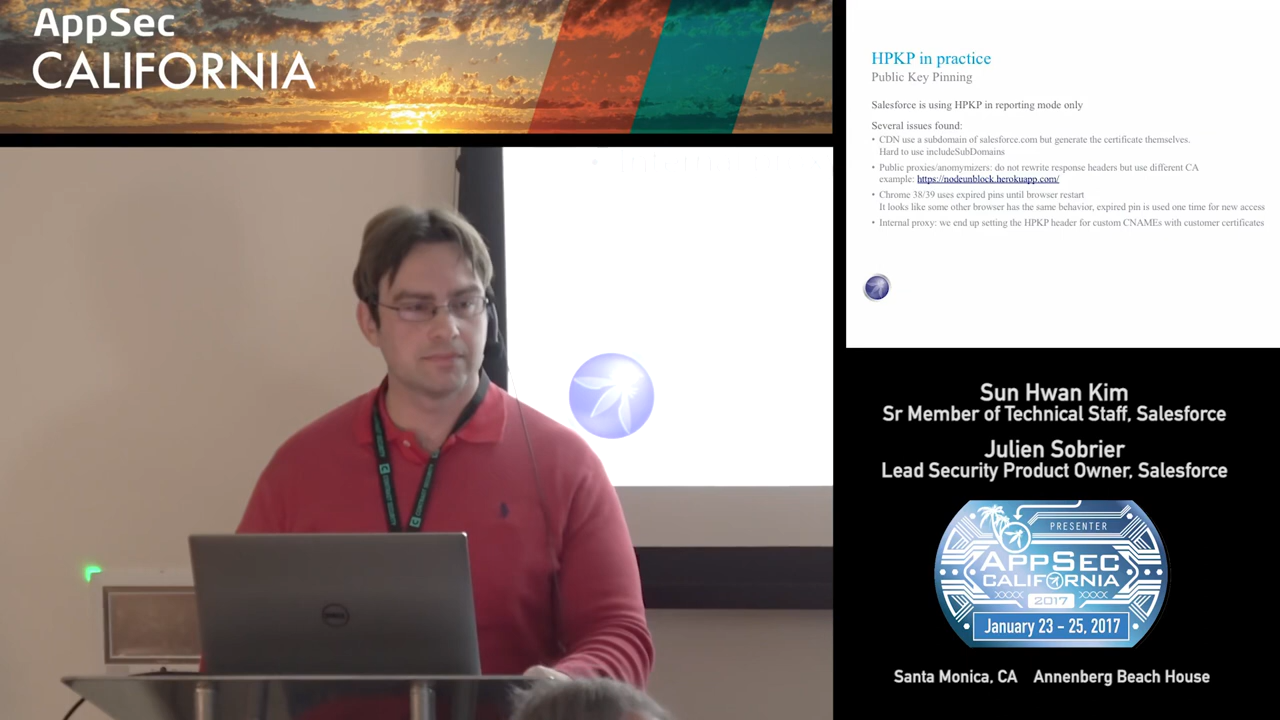 AppSec
CALIFORNIA
HPKP in practice
Public Key Pinning
Salesforce is using HPKP in reporting mode only
Several issues found:
• CDN use a subdomain of salesforce.com but generate the certificate themselves.
Hard to use includeSubDomains
• Public proxies/anomymizers: do not rewrite response headers but use different CA
example: https://nodeunblock.herokuapp.com/
• Chrome 38/39 uses expired pins until browser restart
It looks like some other browser has the same behavior, expired pin is used one time for new access
• Internal proxy: we end up setting the HPKP header for custom CNAMEs with customer certificates
Sun Hwan Kim
Sr Member of Technical Staff, Salesforce
Julien Sobrier
Lead Security Product Owner, Salesforce
PRESENTER
APPSEC
CALIFORNIA
2017
January 23 - 25, 2017
Santa Monica, CA Annenberg Beach House
DELL